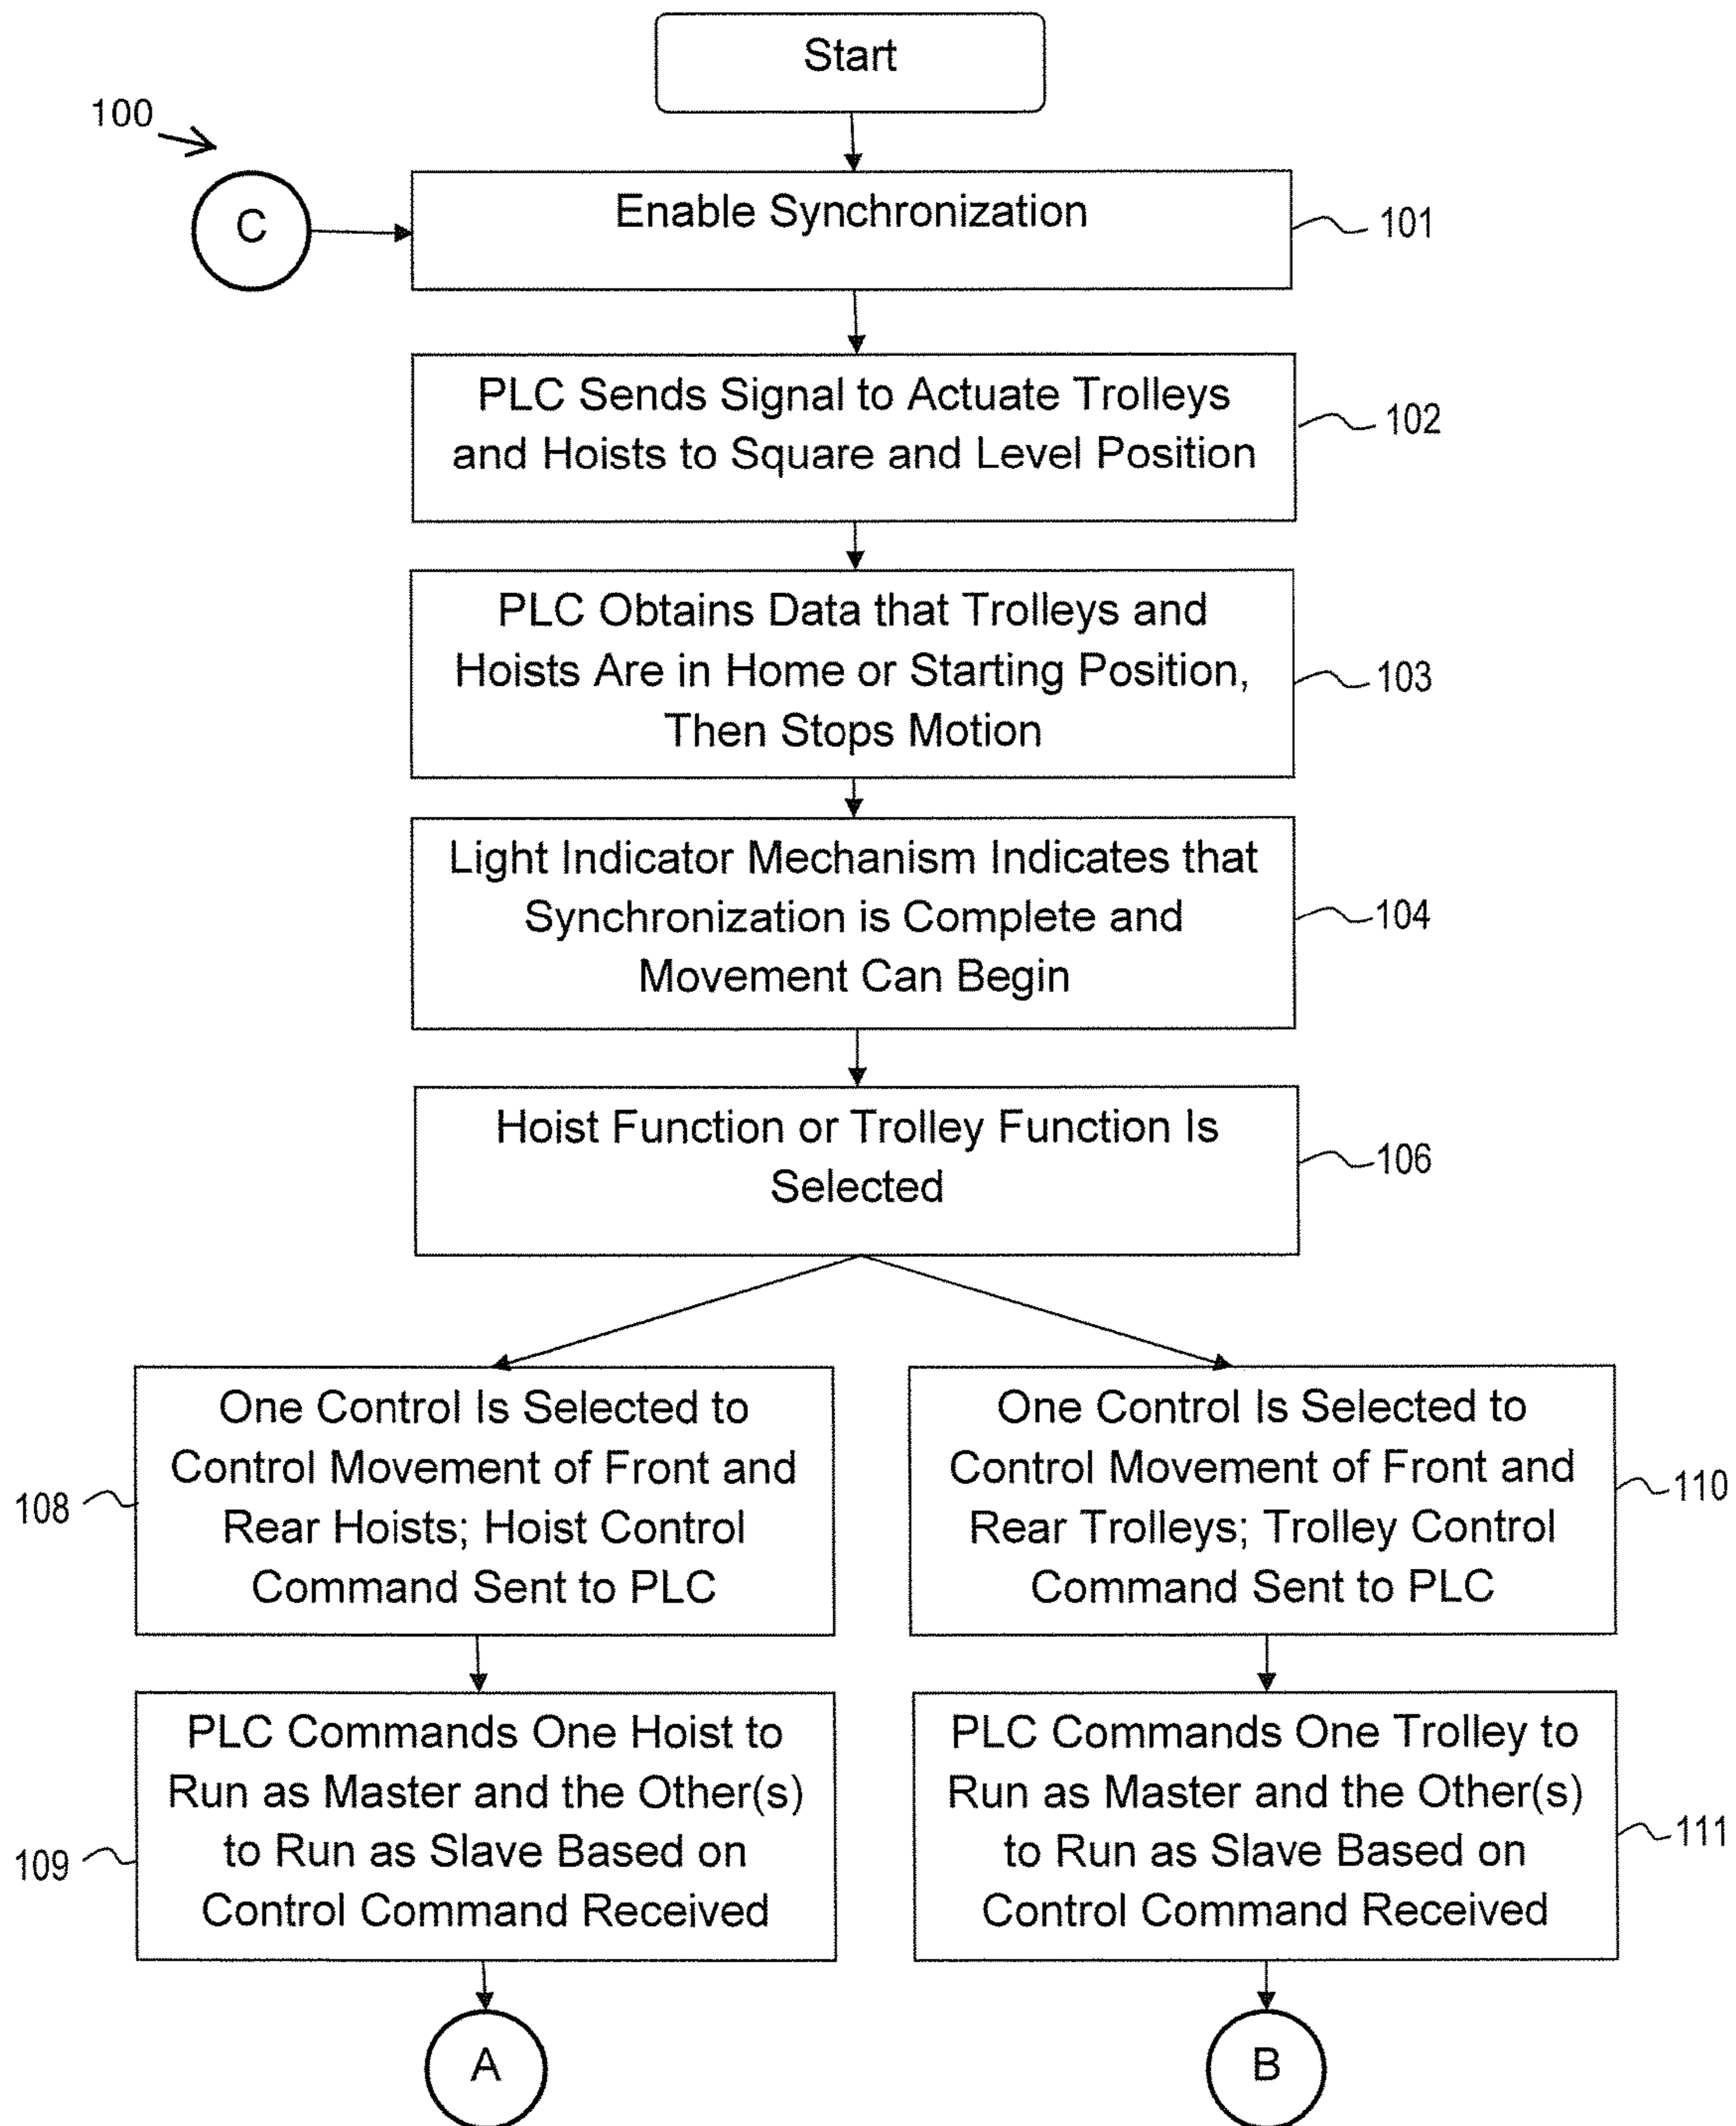 Start
100
C
Enable Synchronization
101
PLC Sends Signal to Actuate Trolleys
and Hoists to Square and Level Position
102
PLC Obtains Data that Trolleys and
Hoists Are in Home or Starting Position,
Then Stops Motion
103
Light Indicator Mechanism Indicates that
Synchronization is Complete and
Movement Can Begin
104
Hoist Function or Trolley Function Is
Selected
106
One Control Is Selected to
Control Movement of Front and
Rear Hoists; Hoist Control
Command Sent to PLC
108
One Control Is Selected to
Control Movement of Front and
Rear Trolleys; Trolley Control
Command Sent to PLC
110
PLC Commands One Hoist to
Run as Master and the Other(s)
to Run as Slave Based on
Control Command Received
109
PLC Commands One Trolley to
Run as Master and the Other(s)
to Run as Slave Based on
Control Command Received
111
A
B